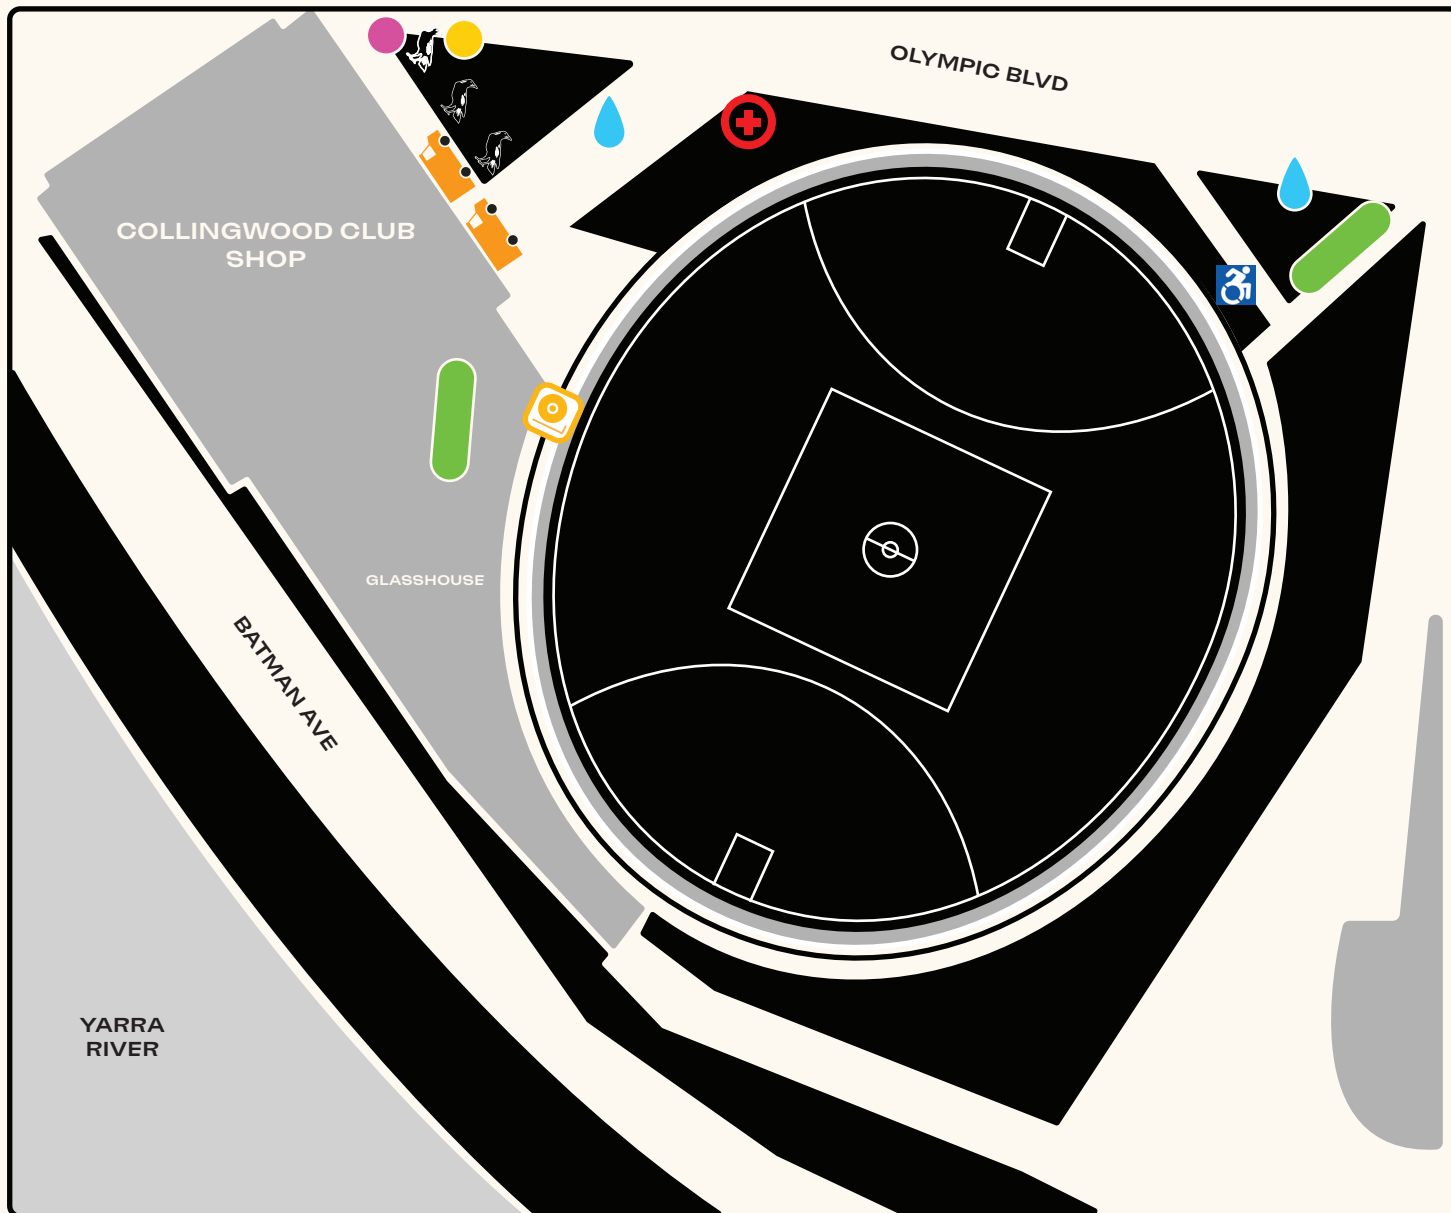 OLYMPIC BLVD
COLLINGWOOD CLUB
SHOP
GLASSHOUSE
BATMAN AVE
YARRA
RIVER